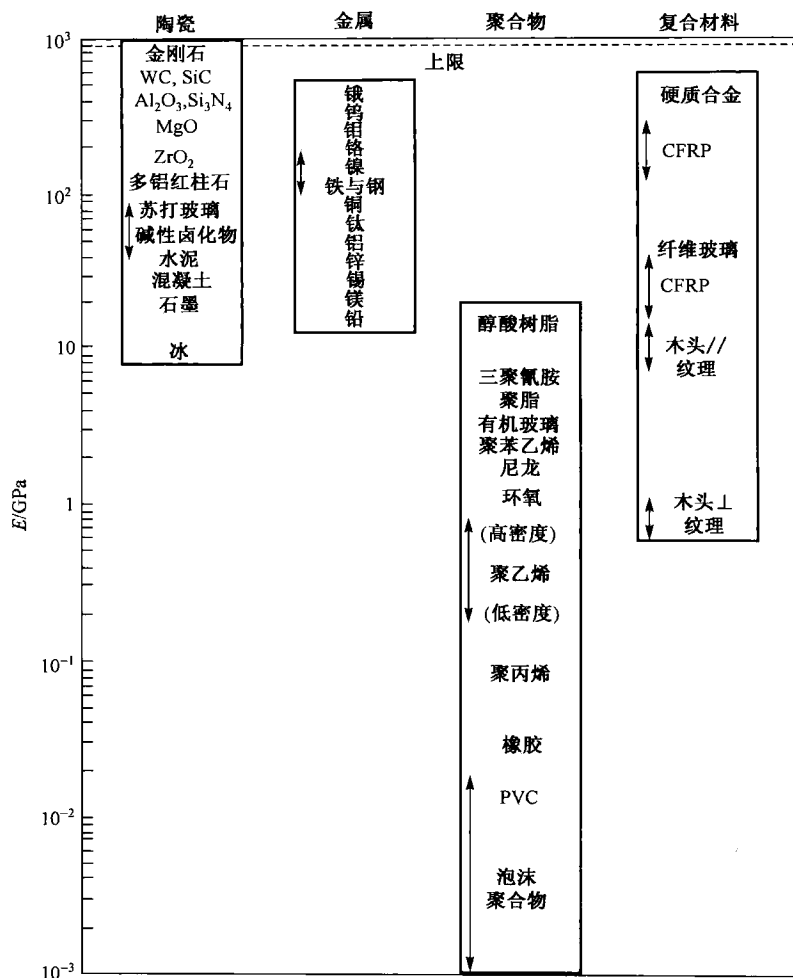 陶瓷
金属
聚合物
复合材料
10³
10²
10
1
10⁻¹
10⁻²
10⁻³
E/GPa
上限
金刚石
WC, SiC
Al₂O₃,Si₃N₄
MgO
ZrO₂
多铝红柱石
苏打玻璃
碱性卤化物
水泥
混凝土
石墨
冰
锇
钨
钼
铬
镍
铁与钢
铜
钛
铝
锌
锡
镁
铅
醇酸树脂
三聚氰胺
聚脂
有机玻璃
聚苯乙烯
尼龙
环氧
(高密度)
聚乙烯
(低密度)
聚丙烯
橡胶
PVC
泡沫
聚合物
硬质合金
CFRP
纤维玻璃
CFRP
木头//
纹理
木头⊥
纹理